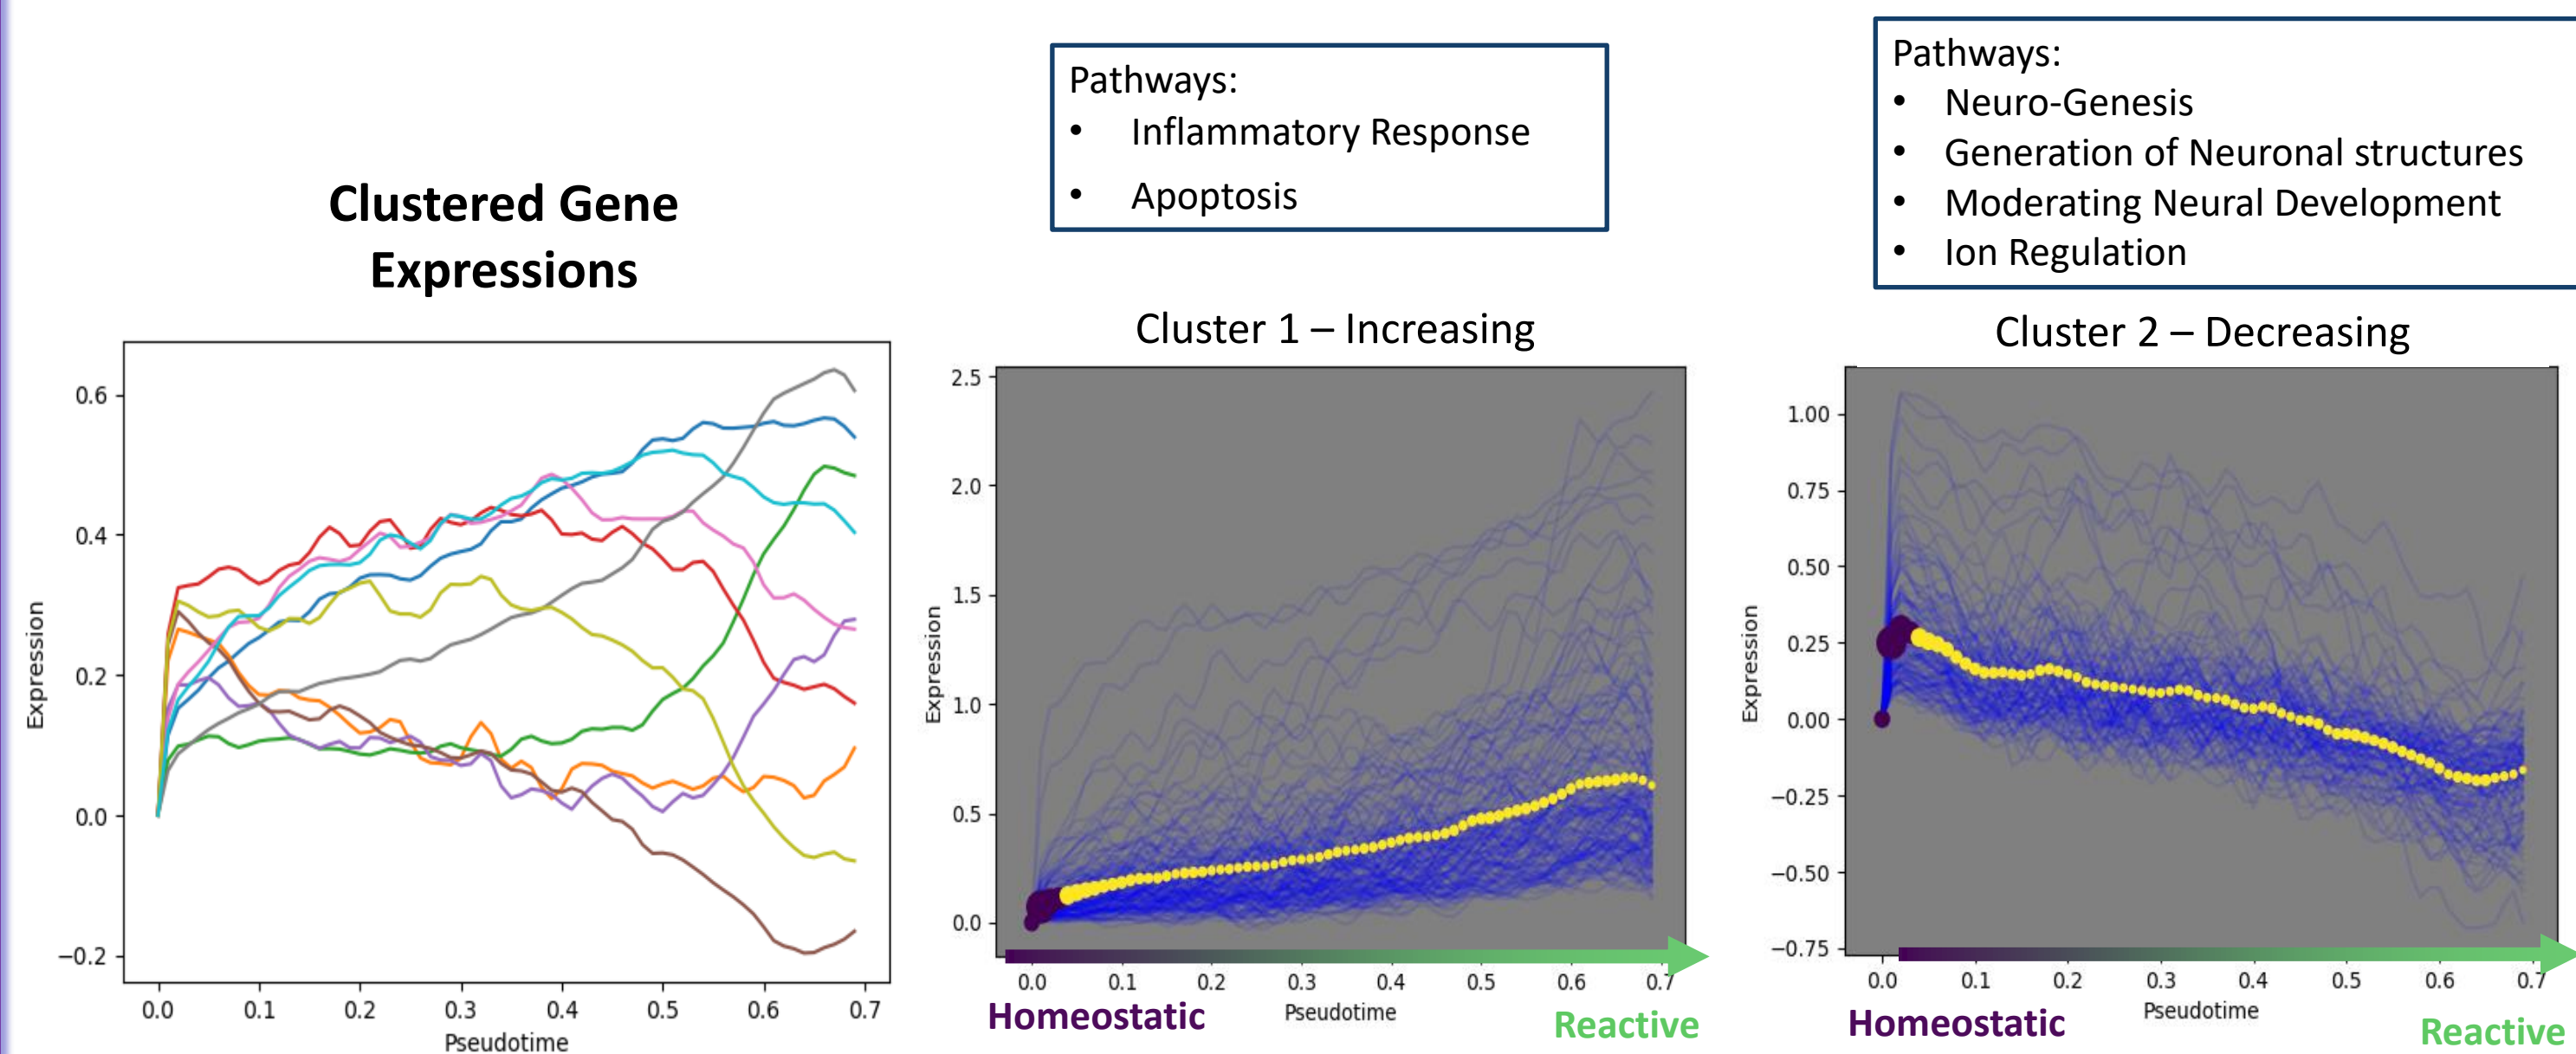 Pathways:
• Inflammatory Response
• Apoptosis
Pathways:
• Neuro-Genesis
• Generation of Neuronal structures
• Moderating Neural Development
• Ion Regulation
Clustered Gene
Expressions
Expression
0.6
0.4
0.2
0.0
−0.2
0.0 0.1 0.2 0.3 0.4 0.5 0.6 0.7
Pseudotime
Cluster 1 – Increasing
Expression
2.5
2.0
1.5
1.0
0.5
0.0
0.0 0.1 0.2 0.3 0.4 0.5 0.6 0.7
Homeostatic Pseudotime Reactive
Cluster 2 – Decreasing
Expression
1.00
0.75
0.50
0.25
0.00
−0.25
−0.50
−0.75
0.0 0.1 0.2 0.3 0.4 0.5 0.6 0.7
Homeostatic Pseudotime Reactive